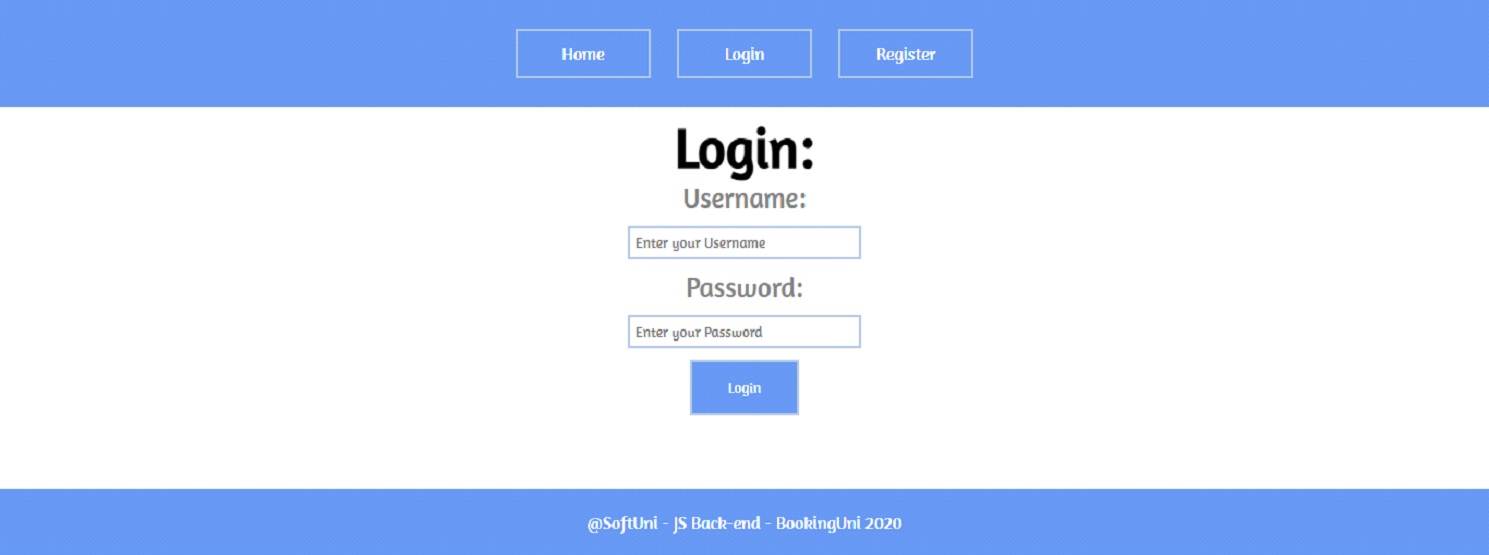 Home Login Register
Login:
Username:
Enter your Username
Password:
Enter your Password
Login
@SoftUni - JS Back-end - BookingUni 2020